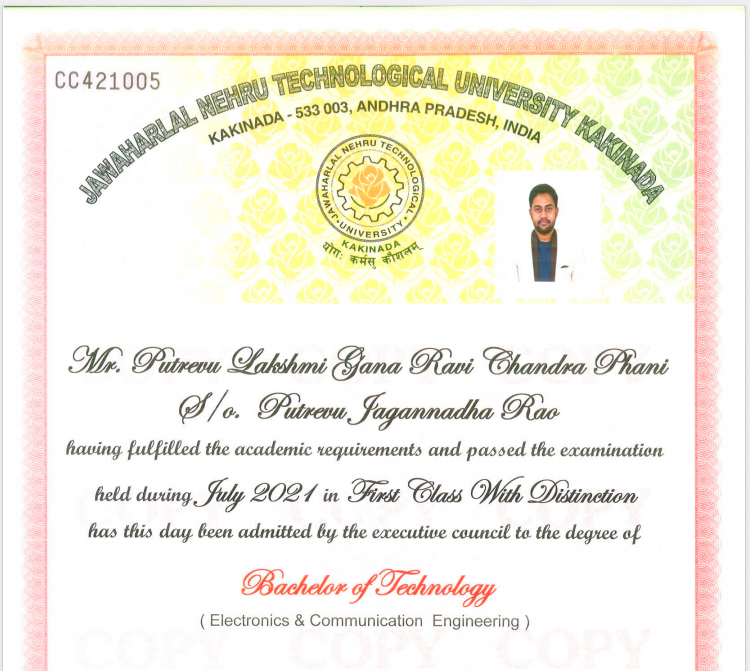 CC421005
JAWAHARLAL NEHRU TECHNOLOGICAL UNIVERSITY KAKINADA
KAKINADA - 533 003, ANDHRA PRADESH, INDIA
JAWAHARLAL NEHRU TECHNOLOGICAL
• UNIVERSITY •
KAKINADA
योगः कर्मसु कौशलम्
Mr. Putrevu Lakshmi Gana Ravi Chandra Phani
S/o. Putrevu Jagannadha Rao
having fulfilled the academic requirements and passed the examination
held during July 2021 in First Class With Distinction
has this day been admitted by the executive council to the degree of
Bachelor of Technology
( Electronics & Communication Engineering )
COPY COPY COPY